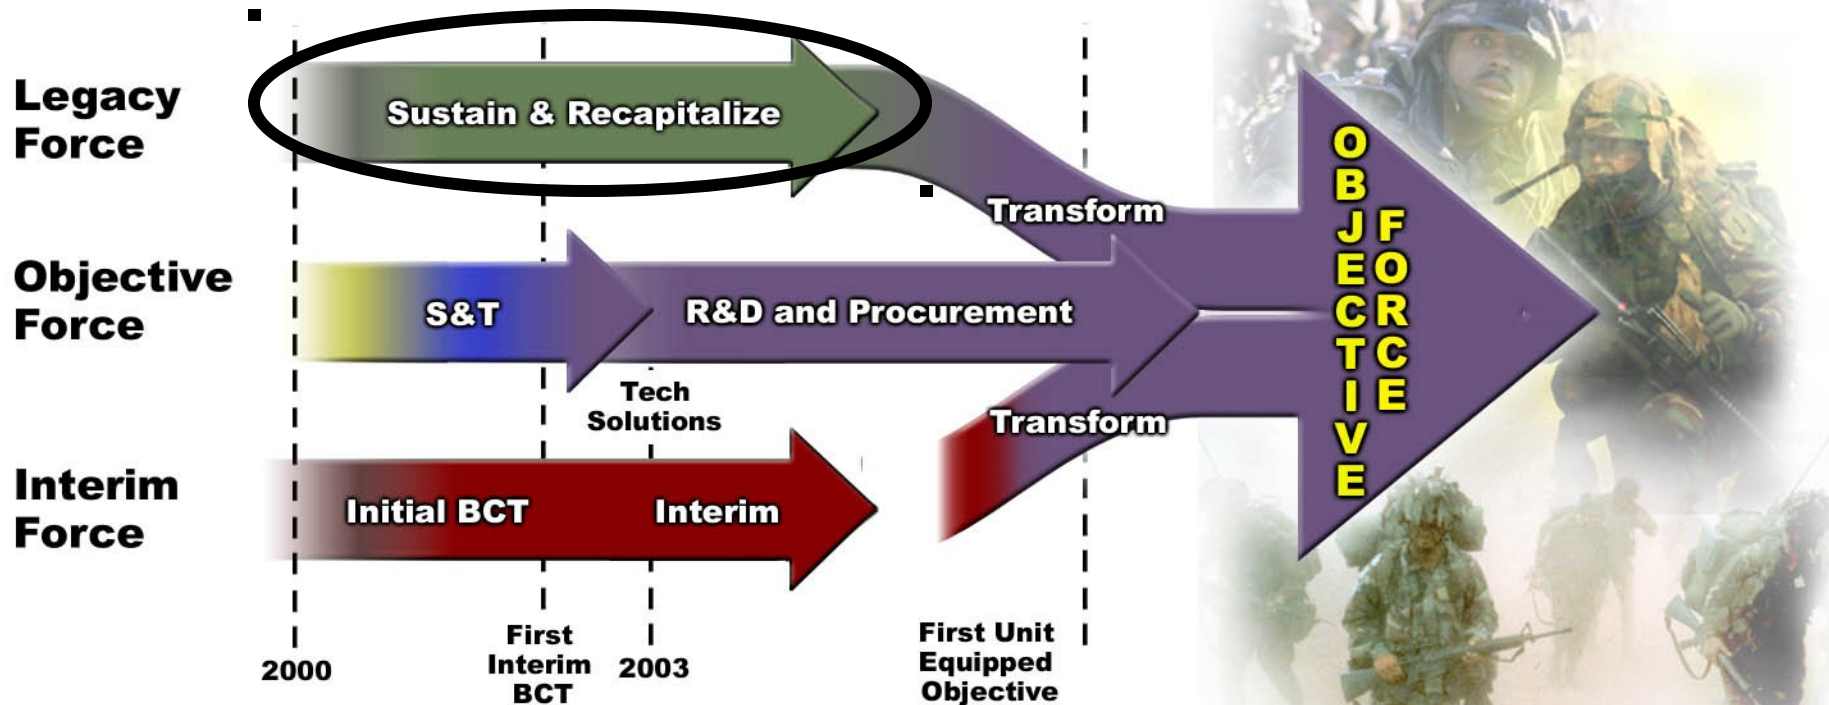 Legacy
Force
Sustain & Recapitalize
Transform
Objective
Force
S&T
R&D and Procurement
Tech
Solutions
Transform
Interim
Force
Initial BCT
Interim
OBJECTIVE
FORCE
2000
First
Interim
BCT
2003
First Unit
Equipped
Objective